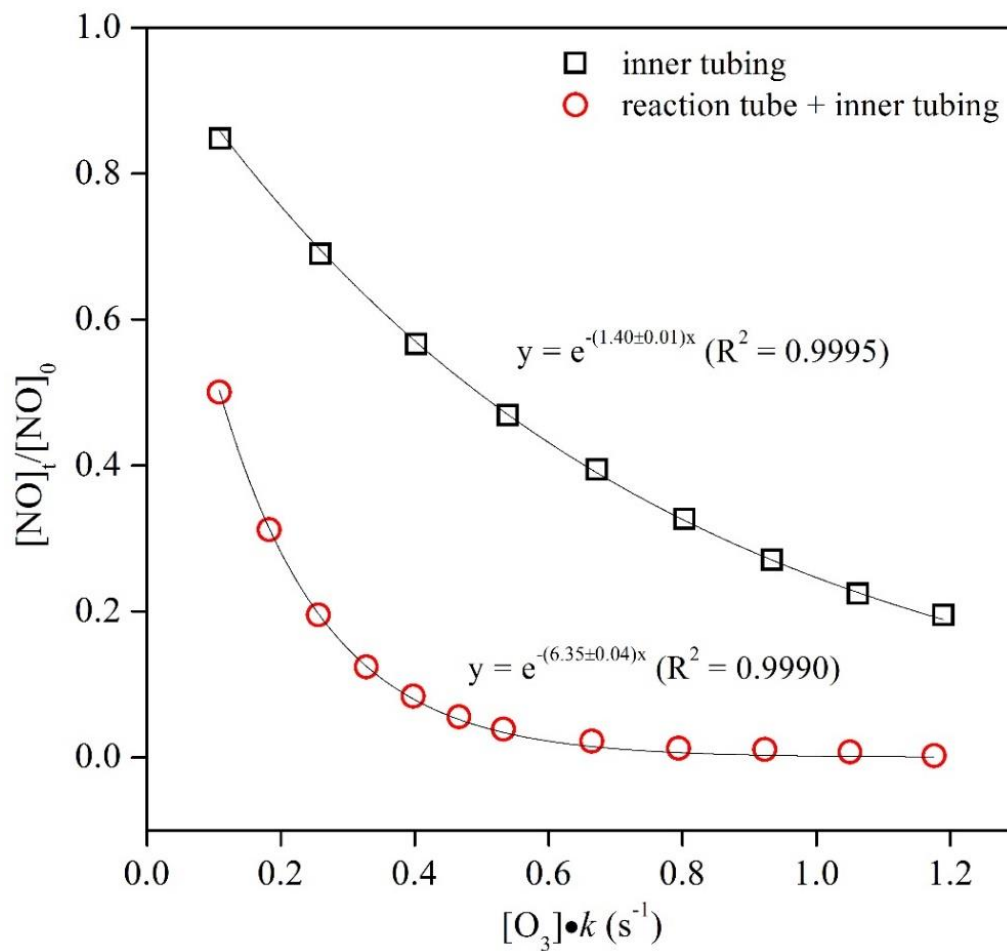 1.0
0.8
0.6
0.4
0.2
0.0
[NO]t/[NO]0
inner tubing
reaction tube + inner tubing
y = e-(1.40±0.01)x (R2 = 0.9995)
y = e-(6.35±0.04)x (R2 = 0.9990)
0.0 0.2 0.4 0.6 0.8 1.0 1.2
[O3]•k (s-1)